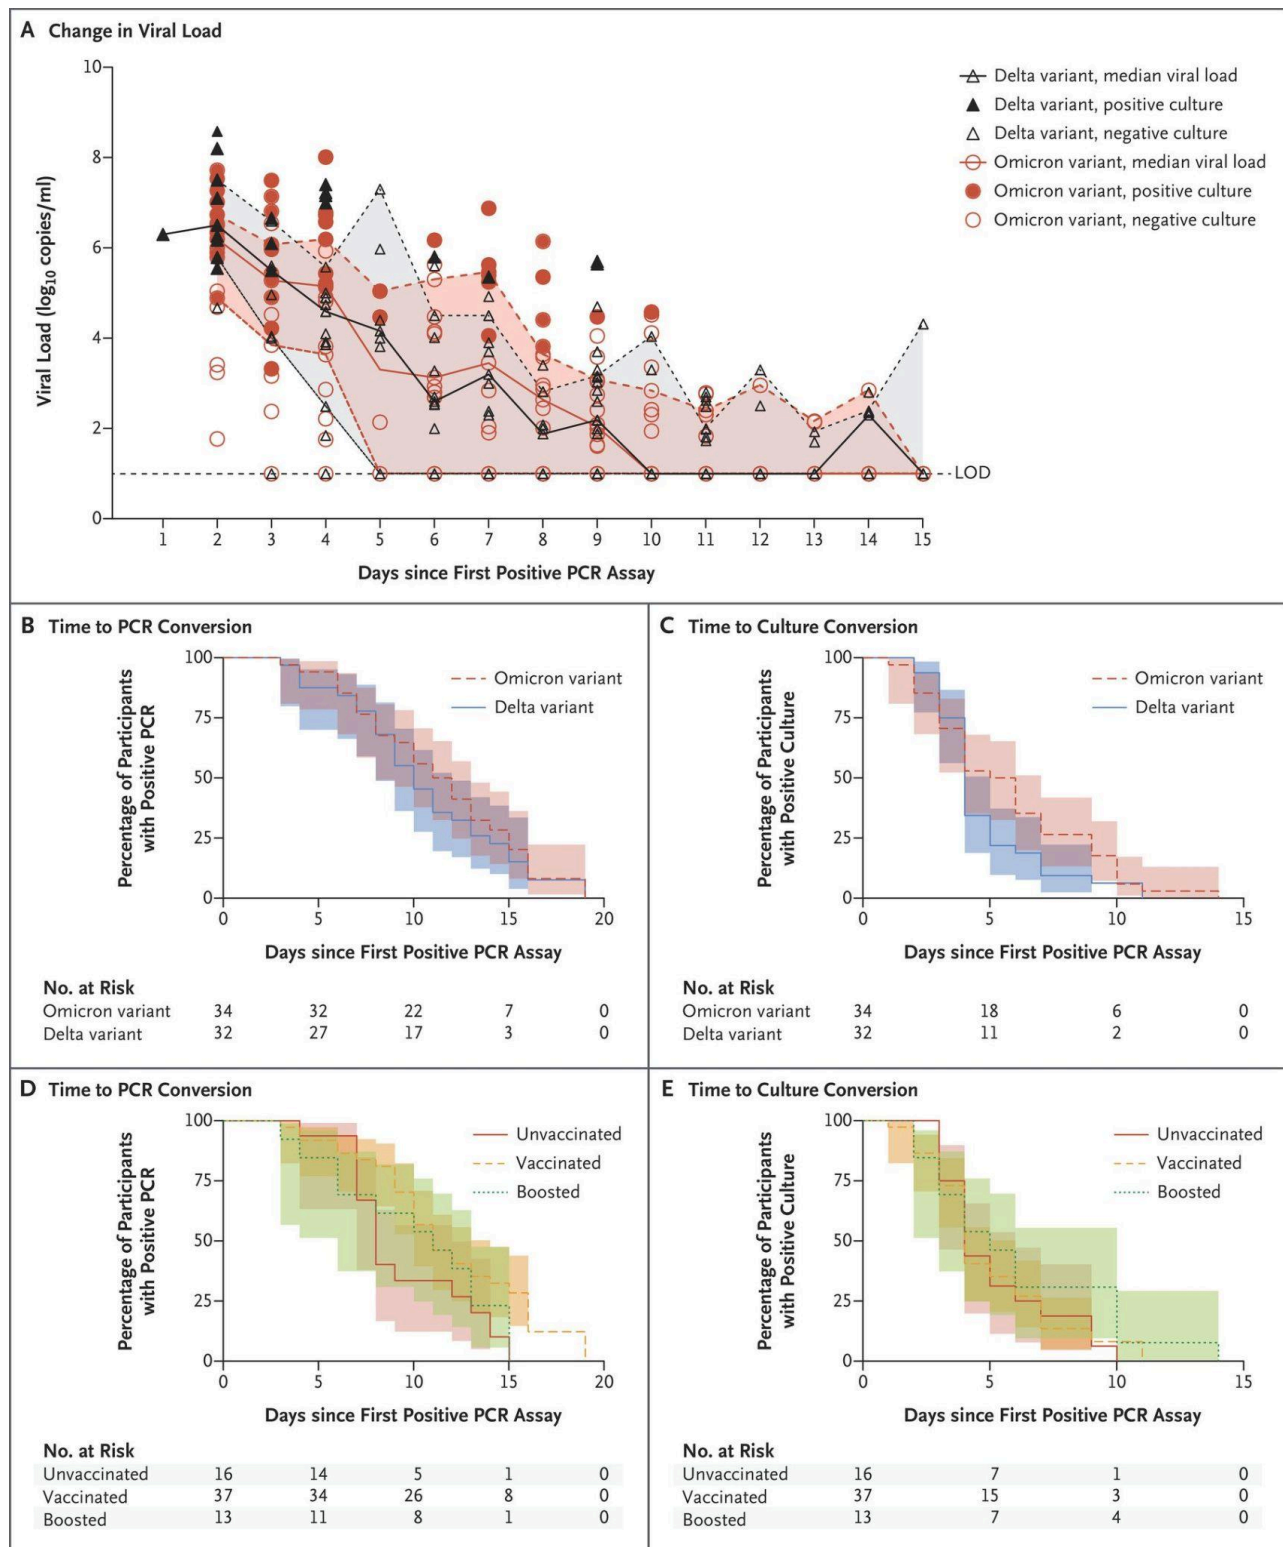 A Change in Viral Load
10
8
6
4
2
0
Viral Load (log10 copies/ml)
LOD
1 2 3 4 5 6 7 8 9 10 11 12 13 14 15
Days since First Positive PCR Assay
Delta variant, median viral load
Delta variant, positive culture
Delta variant, negative culture
Omicron variant, median viral load
Omicron variant, positive culture
Omicron variant, negative culture
B Time to PCR Conversion
100
75
50
25
0
Percentage of Participants
with Positive PCR
Omicron variant
Delta variant
0 5 10 15 20
Days since First Positive PCR Assay
No. at Risk
Omicron variant 34 32 22 7 0
Delta variant 32 27 17 3 0
C Time to Culture Conversion
100
75
50
25
0
Percentage of Participants
with Positive Culture
Omicron variant
Delta variant
0 5 10 15
Days since First Positive PCR Assay
No. at Risk
Omicron variant 34 18 6 0
Delta variant 32 11 2 0
D Time to PCR Conversion
100
75
50
25
0
Percentage of Participants
with Positive PCR
Unvaccinated
Vaccinated
Boosted
0 5 10 15 20
Days since First Positive PCR Assay
No. at Risk
Unvaccinated 16 14 5 1 0
Vaccinated 37 34 26 8 0
Boosted 13 11 8 1 0
E Time to Culture Conversion
100
75
50
25
0
Percentage of Participants
with Positive Culture
Unvaccinated
Vaccinated
Boosted
0 5 10 15
Days since First Positive PCR Assay
No. at Risk
Unvaccinated 16 7 1 0
Vaccinated 37 15 3 0
Boosted 13 7 4 0